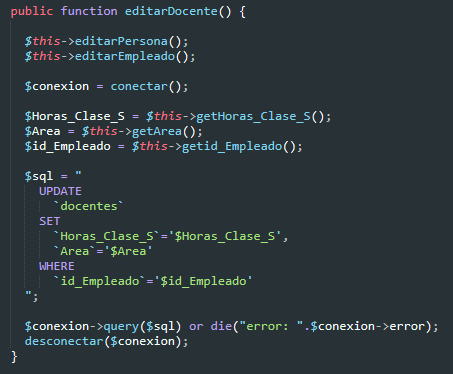 public function editarDocente() {
$this->editarPersona();
$this->editarEmpleado();
$conexion = conectar();
$Horas_Clase_S = $this->getHoras_Clase_S();
$Area = $this->getArea();
$id_Empleado = $this->getid_Empleado();
$sql = "
UPDATE
`docentes`
SET
`Horas_Clase_S`='$Horas_Clase_S',
`Area`='$Area'
WHERE
`id_Empleado`='$id_Empleado'
";
$conexion->query($sql) or die("error: ".$conexion->error);
desconectar($conexion);
}